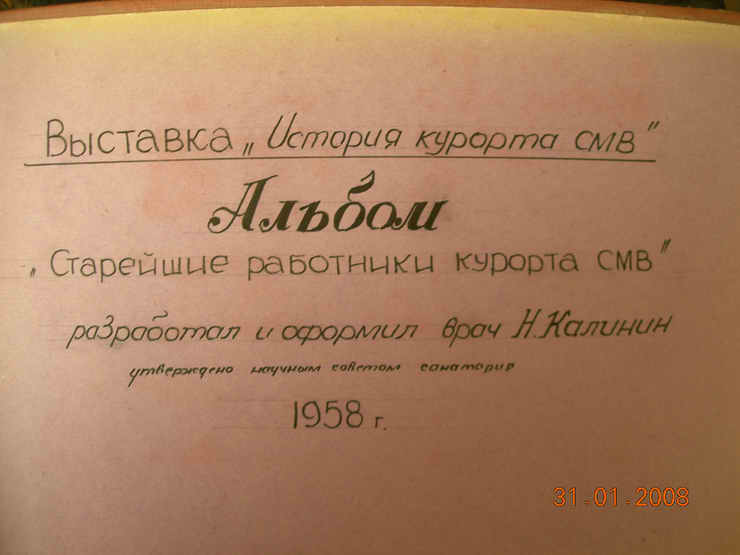 Выставка „История курорта СМВ"
Альбом
„Старейшие работники курорта СМВ"
разработал и оформил врач Н.Калинин
утверждено научным советом санатория
1958 г.
31.01.2008